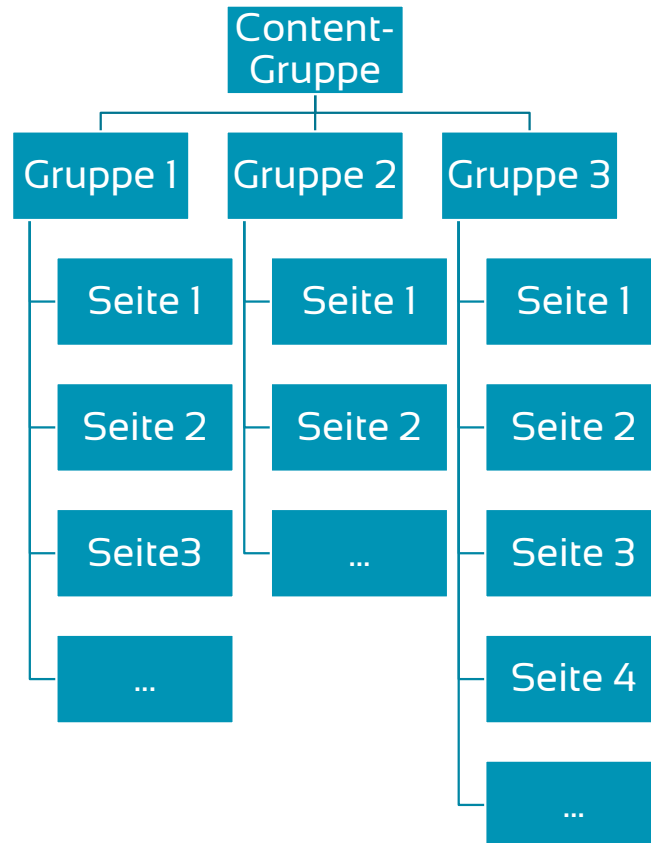 Content-
Gruppe
Gruppe 1
Gruppe 2
Gruppe 3
Seite 1
Seite 1
Seite 1
Seite 2
Seite 2
Seite 2
Seite3
...
Seite 3
...
Seite 4
...